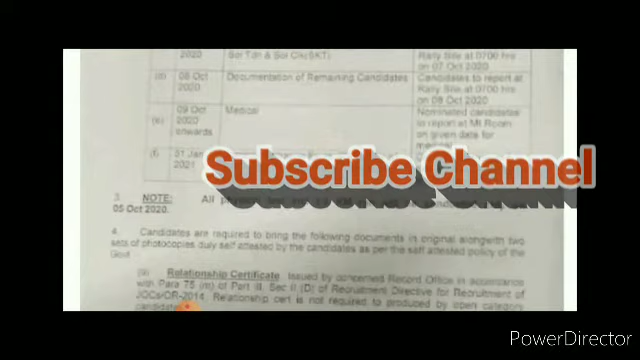 2020 Sol Tdn & Sol Clk(SKT) Rally Site at 0700 hrs
on 07 Oct 2020
(d) 08 Oct Documentation of Remaining Candidates Candidates to report at
2020 Rally Site at 0700 hrs
on 08 Oct 2020
09 Oct Medical Nominated candidates
2020 to report at MI Room
(e) onwards on given date for
medical
(f) 31 Jan
2021
Subscribe Channel
3. NOTE: All
05 Oct 2020.
4. Candidates are required to bring the following documents in original alongwith two
sets of photocopies duly self attested by the candidates as per the self attested policy of the
Govt
(g) Relationship Certificate. Issued by concerned Record Office in accordance
with Para 75 (m) of Part III, Sec II (D) of Recruitment Directive for Recruitment of
JOCs/OR-2014. Relationship cert is not required to produced by open category
candidates
PowerDirector